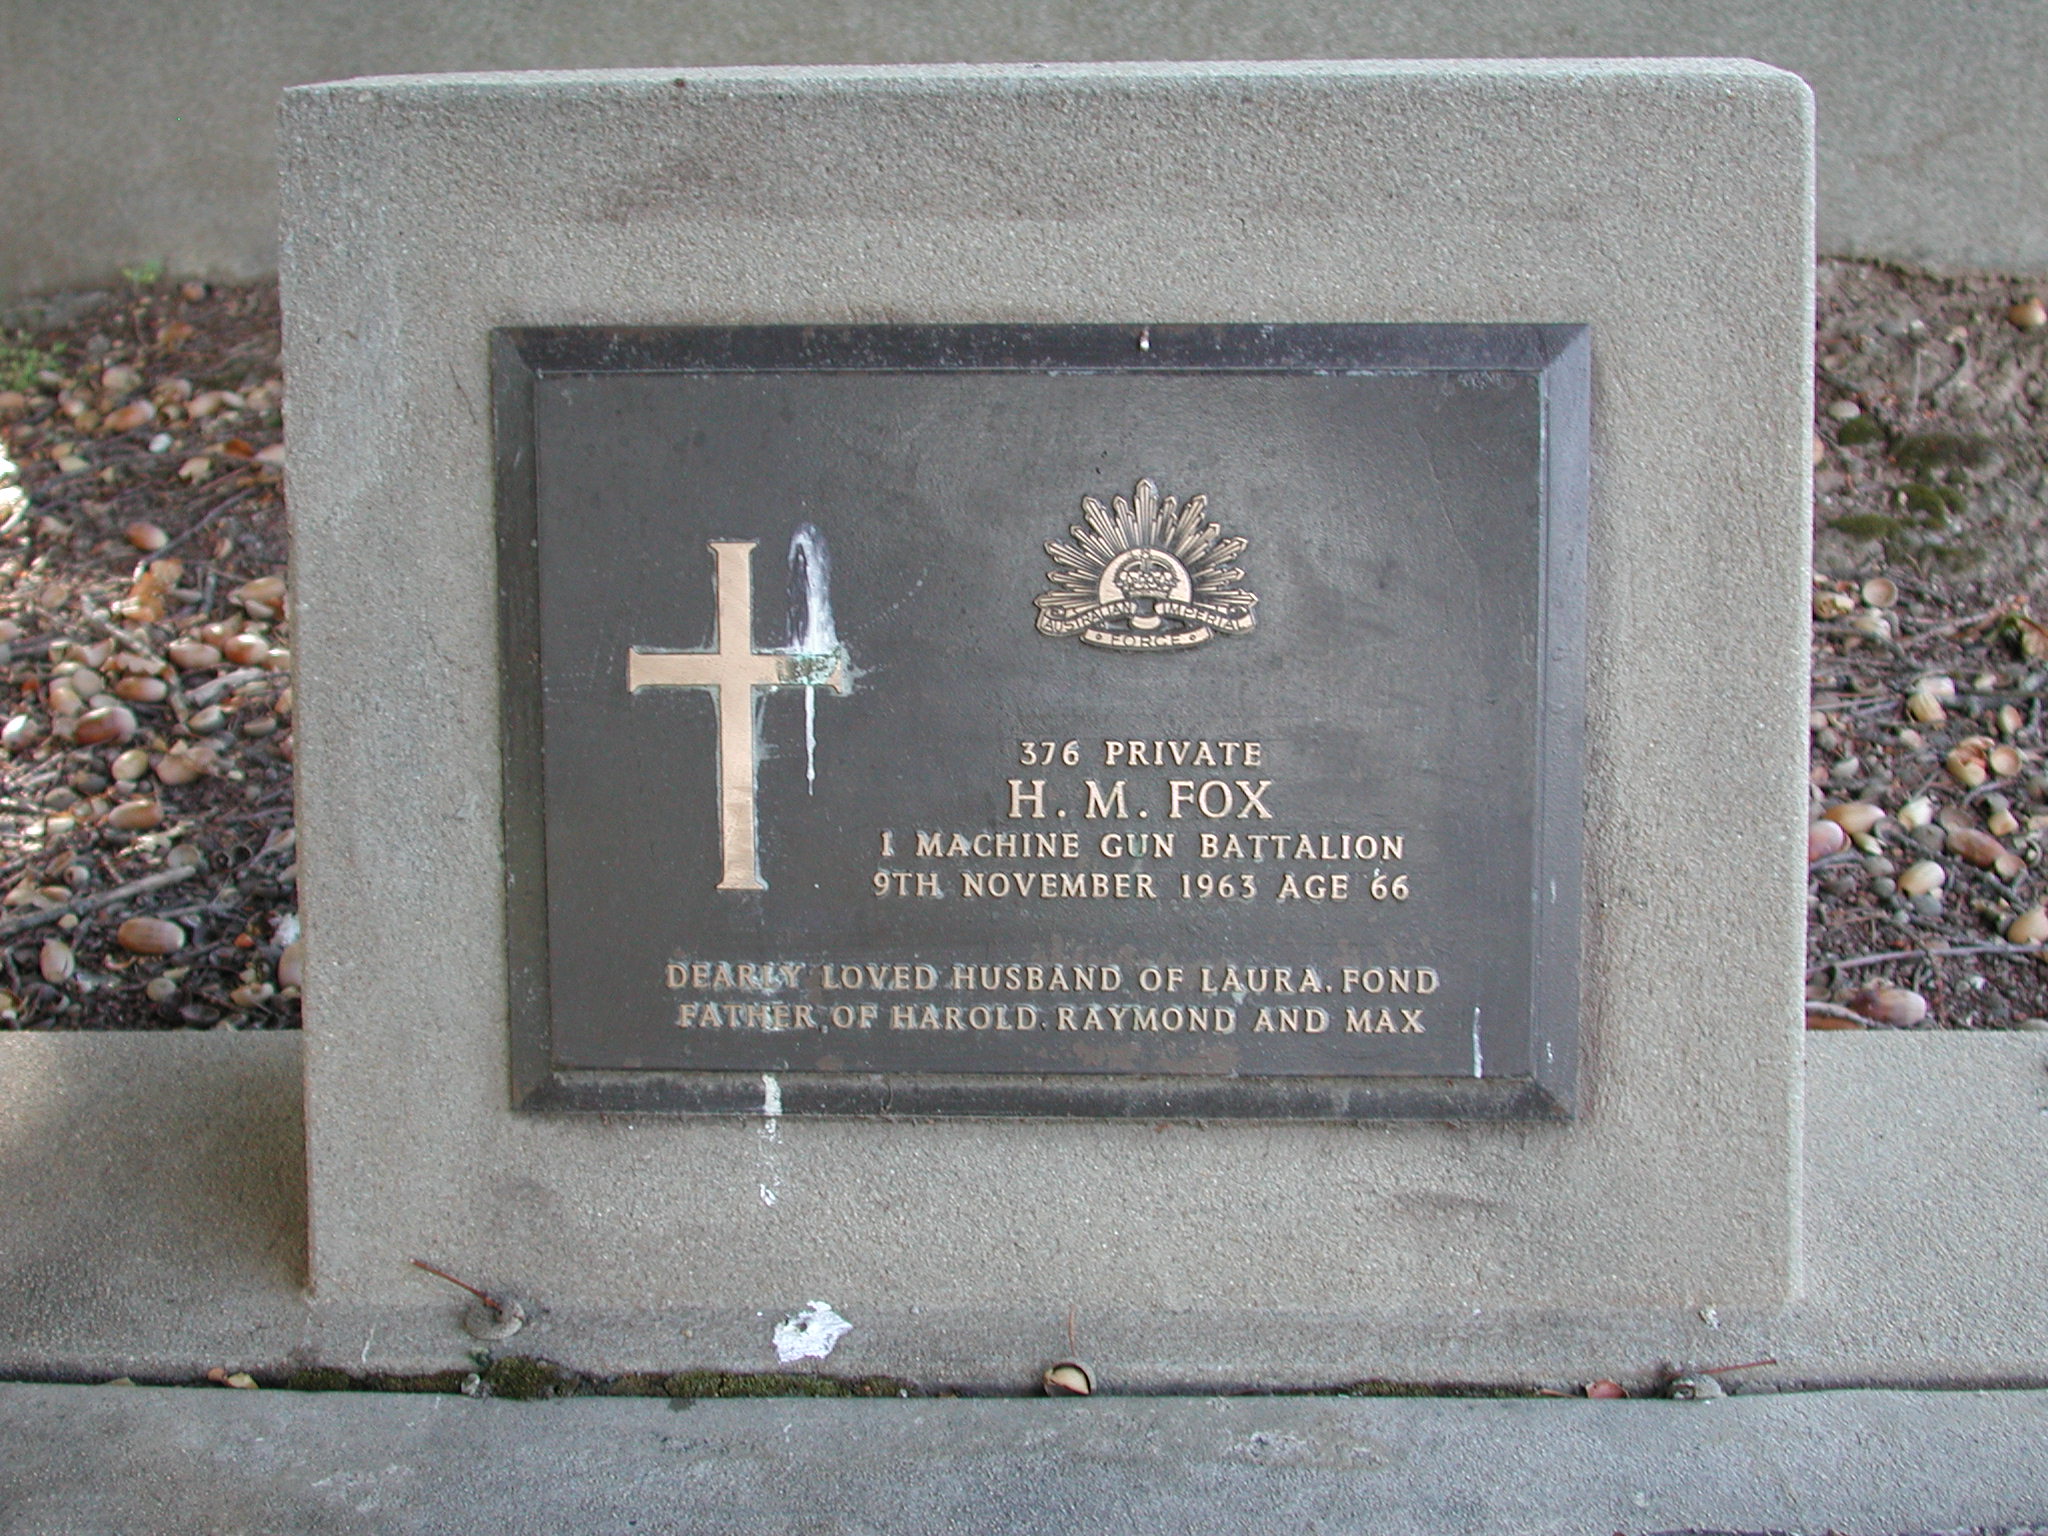 AUSTRALIAN IMPERIAL
FORCE
376 PRIVATE
H. M. FOX
1 MACHINE GUN BATTALION
9TH NOVEMBER 1963 AGE 66
DEARLY LOVED HUSBAND OF LAURA. FOND
FATHER OF HAROLD. RAYMOND AND MAX